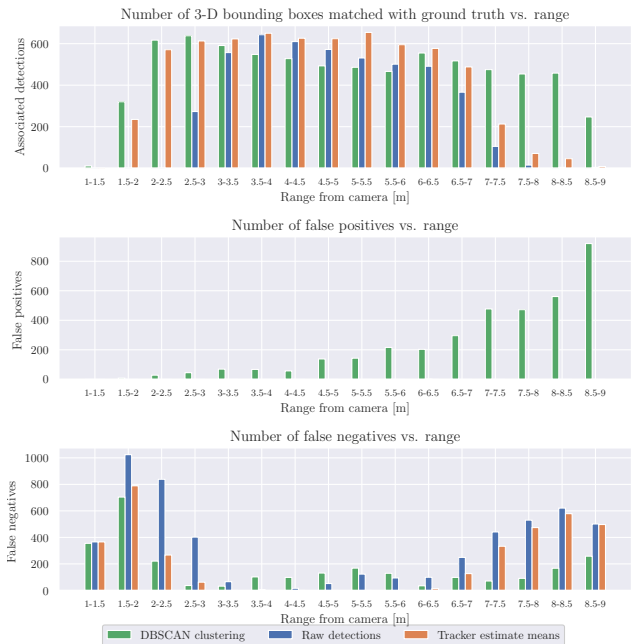 Number of 3-D bounding boxes matched with ground truth vs. range
Associated detections
600
400
200
0
1-1.5 1.5-2 2-2.5 2.5-3 3-3.5 3.5-4 4-4.5 4.5-5 5-5.5 5.5-6 6-6.5 6.5-7 7-7.5 7.5-8 8-8.5 8.5-9
Range from camera [m]
Number of false positives vs. range
False positives
800
600
400
200
0
1-1.5 1.5-2 2-2.5 2.5-3 3-3.5 3.5-4 4-4.5 4.5-5 5-5.5 5.5-6 6-6.5 6.5-7 7-7.5 7.5-8 8-8.5 8.5-9
Range from camera [m]
Number of false negatives vs. range
False negatives
1000
800
600
400
200
0
1-1.5 1.5-2 2-2.5 2.5-3 3-3.5 3.5-4 4-4.5 4.5-5 5-5.5 5.5-6 6-6.5 6.5-7 7-7.5 7.5-8 8-8.5 8.5-9
Range from camera [m]
DBSCAN clustering Raw detections Tracker estimate means